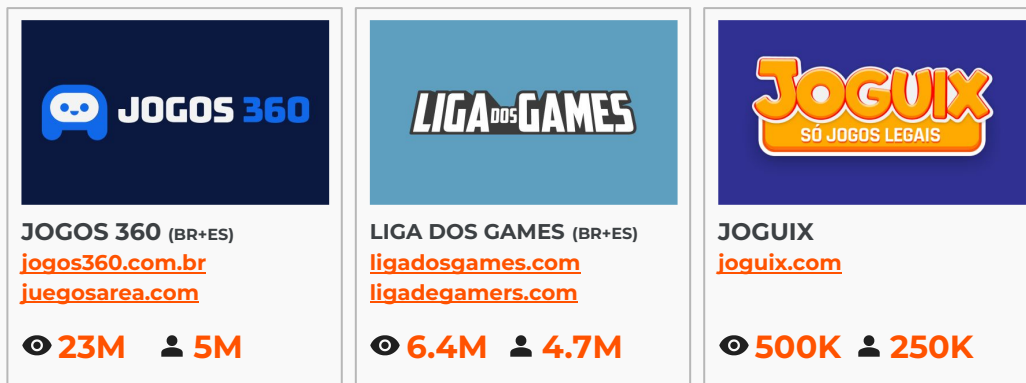 JOGOS 360
JOGOS 360 (BR+ES)
jogos360.com.br
juegosarea.com
23M 5M
LIGA DOS GAMES
LIGA DOS GAMES (BR+ES)
ligadosgames.com
ligadegamers.com
6.4M 4.7M
JOGUIX
SÓ JOGOS LEGAIS
JOGUIX
joguix.com
500K 250K